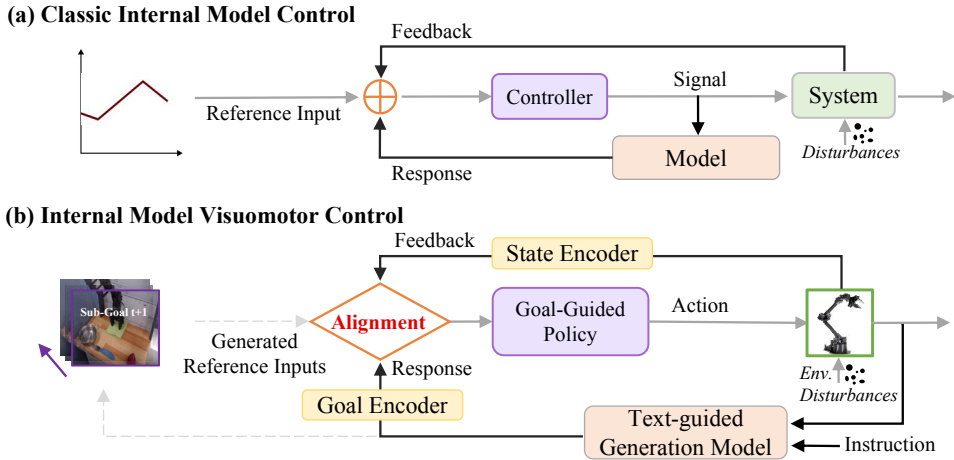 (a) Classic Internal Model Control
Feedback
Signal
Reference Input
Controller
System
Response
Model
Disturbances
(b) Internal Model Visuomotor Control
Feedback
State Encoder
Sub-Goal t+1
Alignment
Goal-Guided
Policy
Action
Generated
Reference Inputs
Response
Env.
Disturbances
Goal Encoder
Text-guided
Generation Model
Instruction